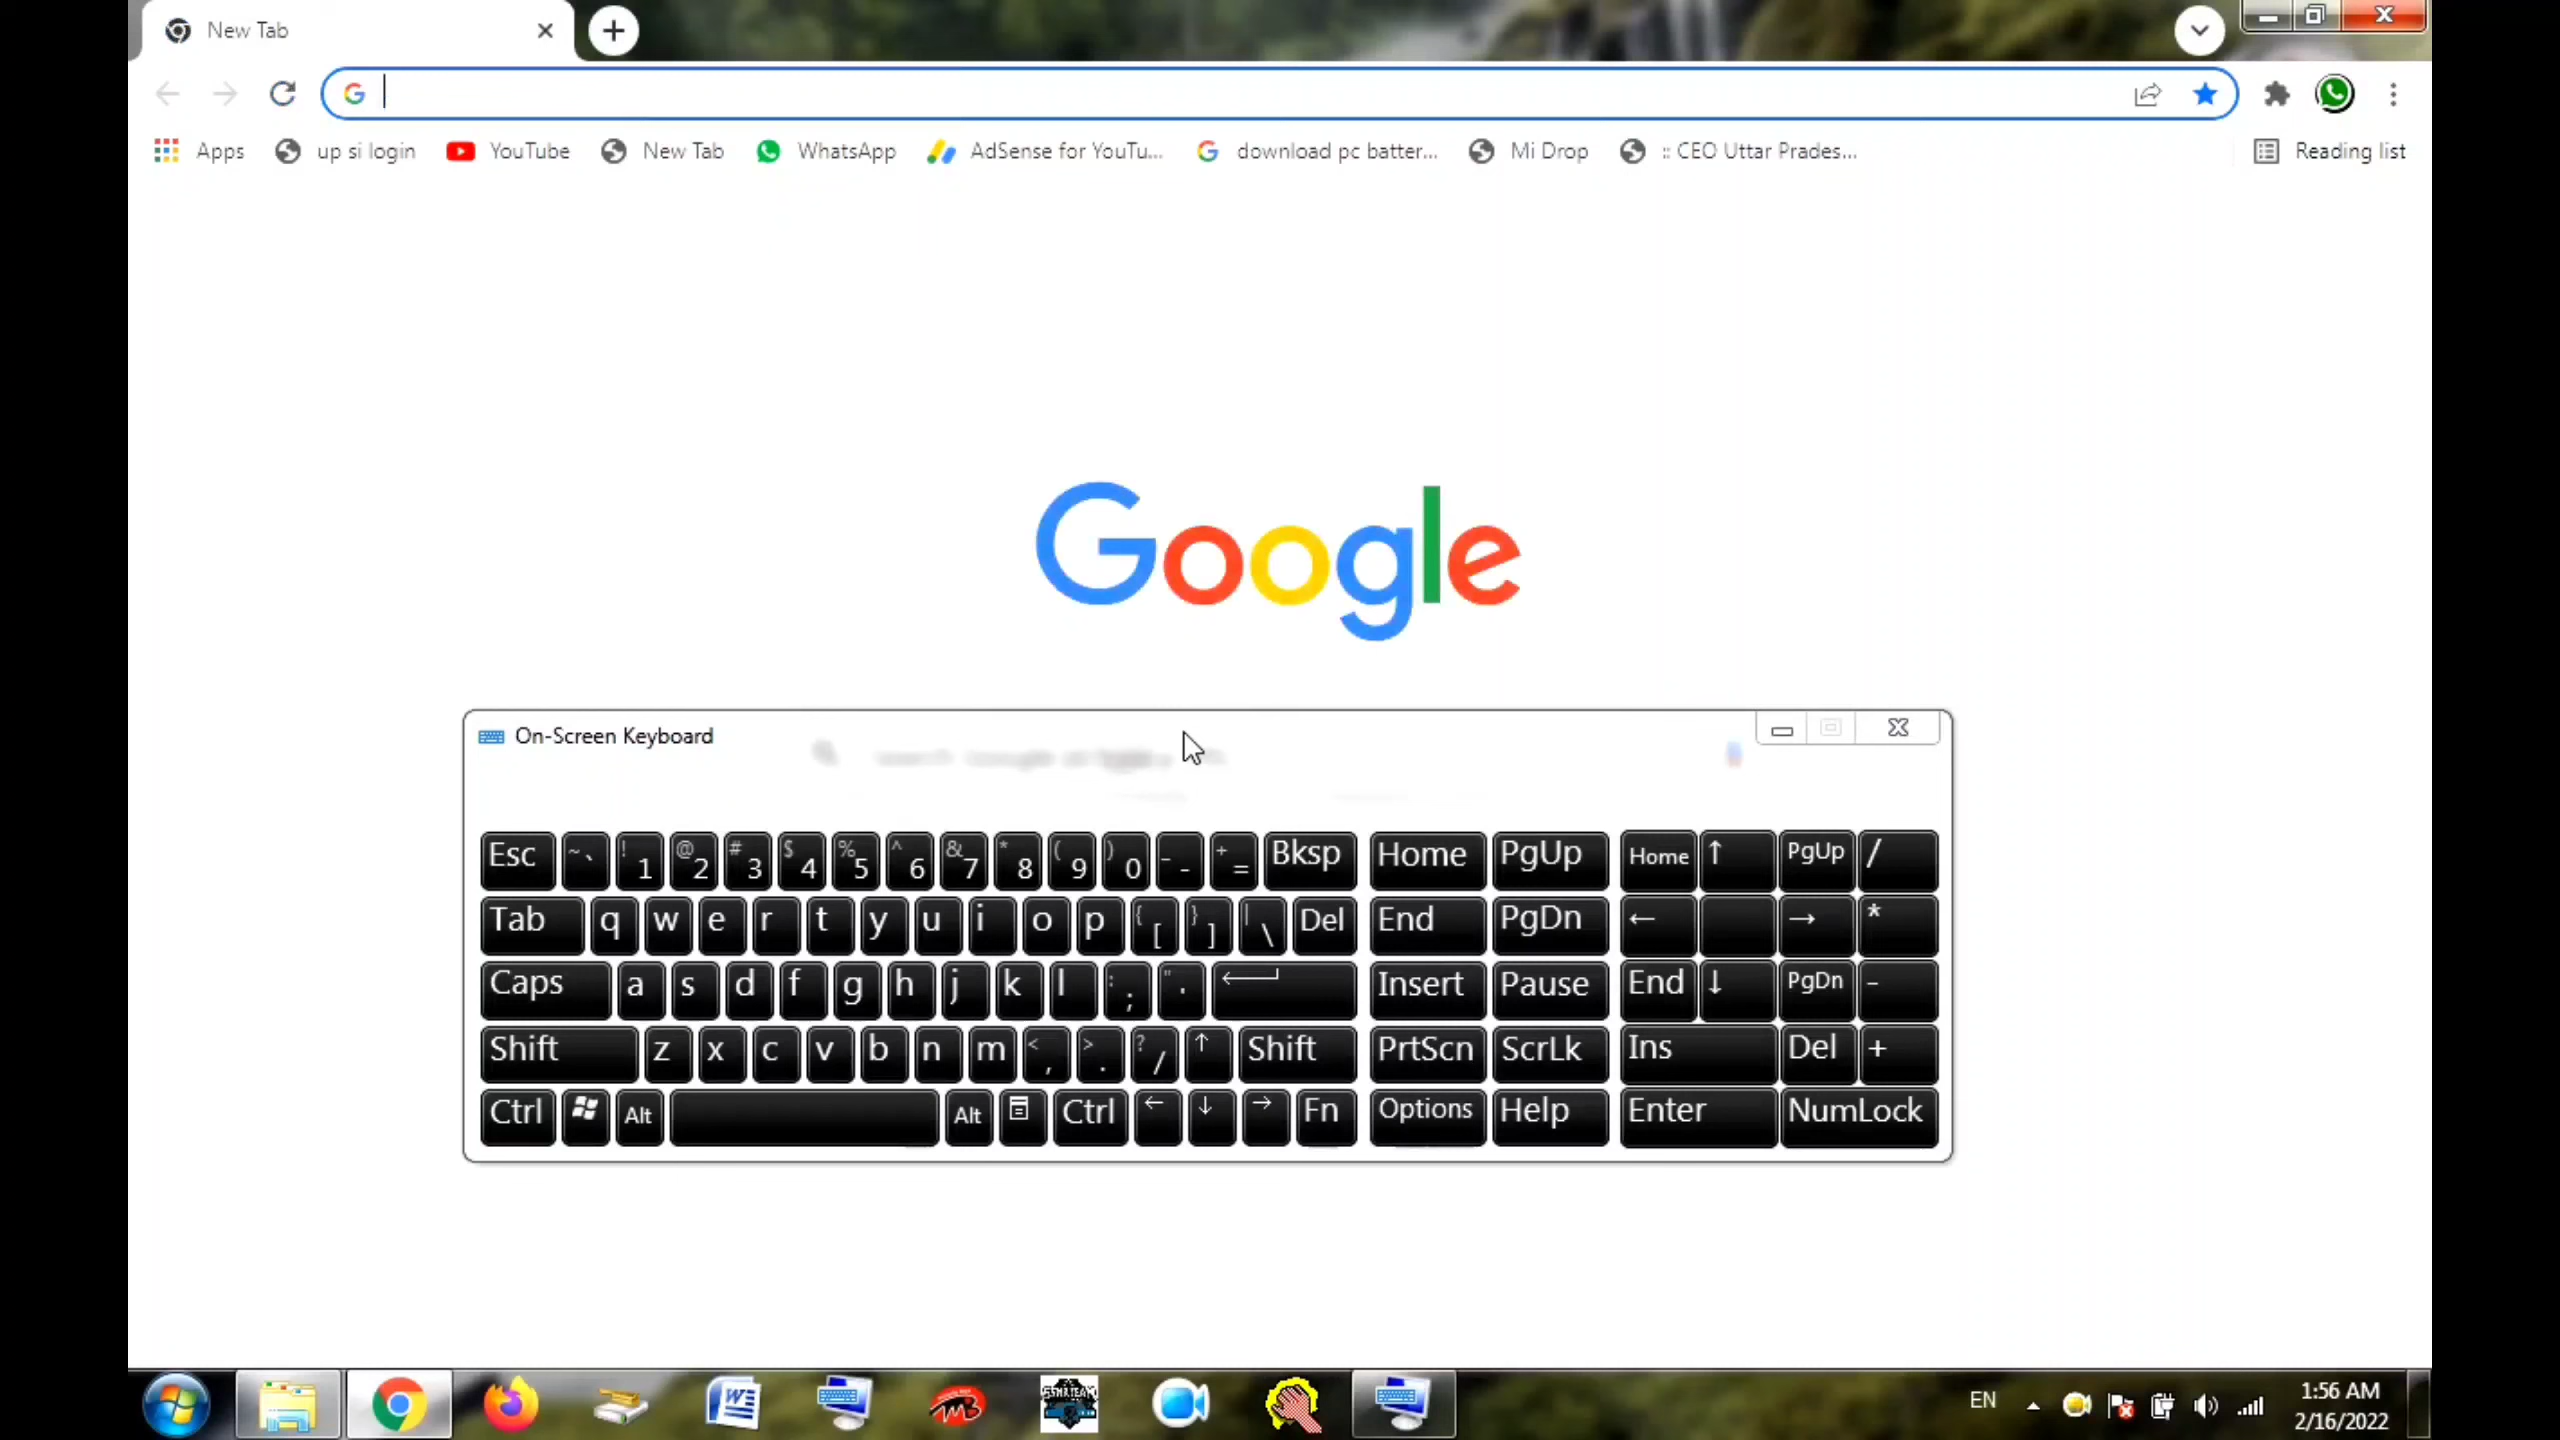 New Tab
Apps up si login YouTube New Tab WhatsApp AdSense for YouTu... download pc batter... Mi Drop :: CEO Uttar Prades... Reading list
Google
On-Screen Keyboard
Esc ~ ` ! 1 @ 2 # 3 $ 4 % 5 ^ 6 & 7 * 8 ( 9 ) 0 _ - + = Bksp Home PgUp Home ↑ PgUp /
Tab q w e r t y u i o p { [ } ] | \ Del End PgDn ← → *
Caps a s d f g h j k l : ; " ' Insert Pause End ↓ PgDn -
Shift z x c v b n m < , > . ? / ↑ Shift PrtScn ScrLk Ins Del +
Ctrl Alt Alt Ctrl ← ↓ → Fn Options Help Enter NumLock
EN 1:56 AM
2/16/2022